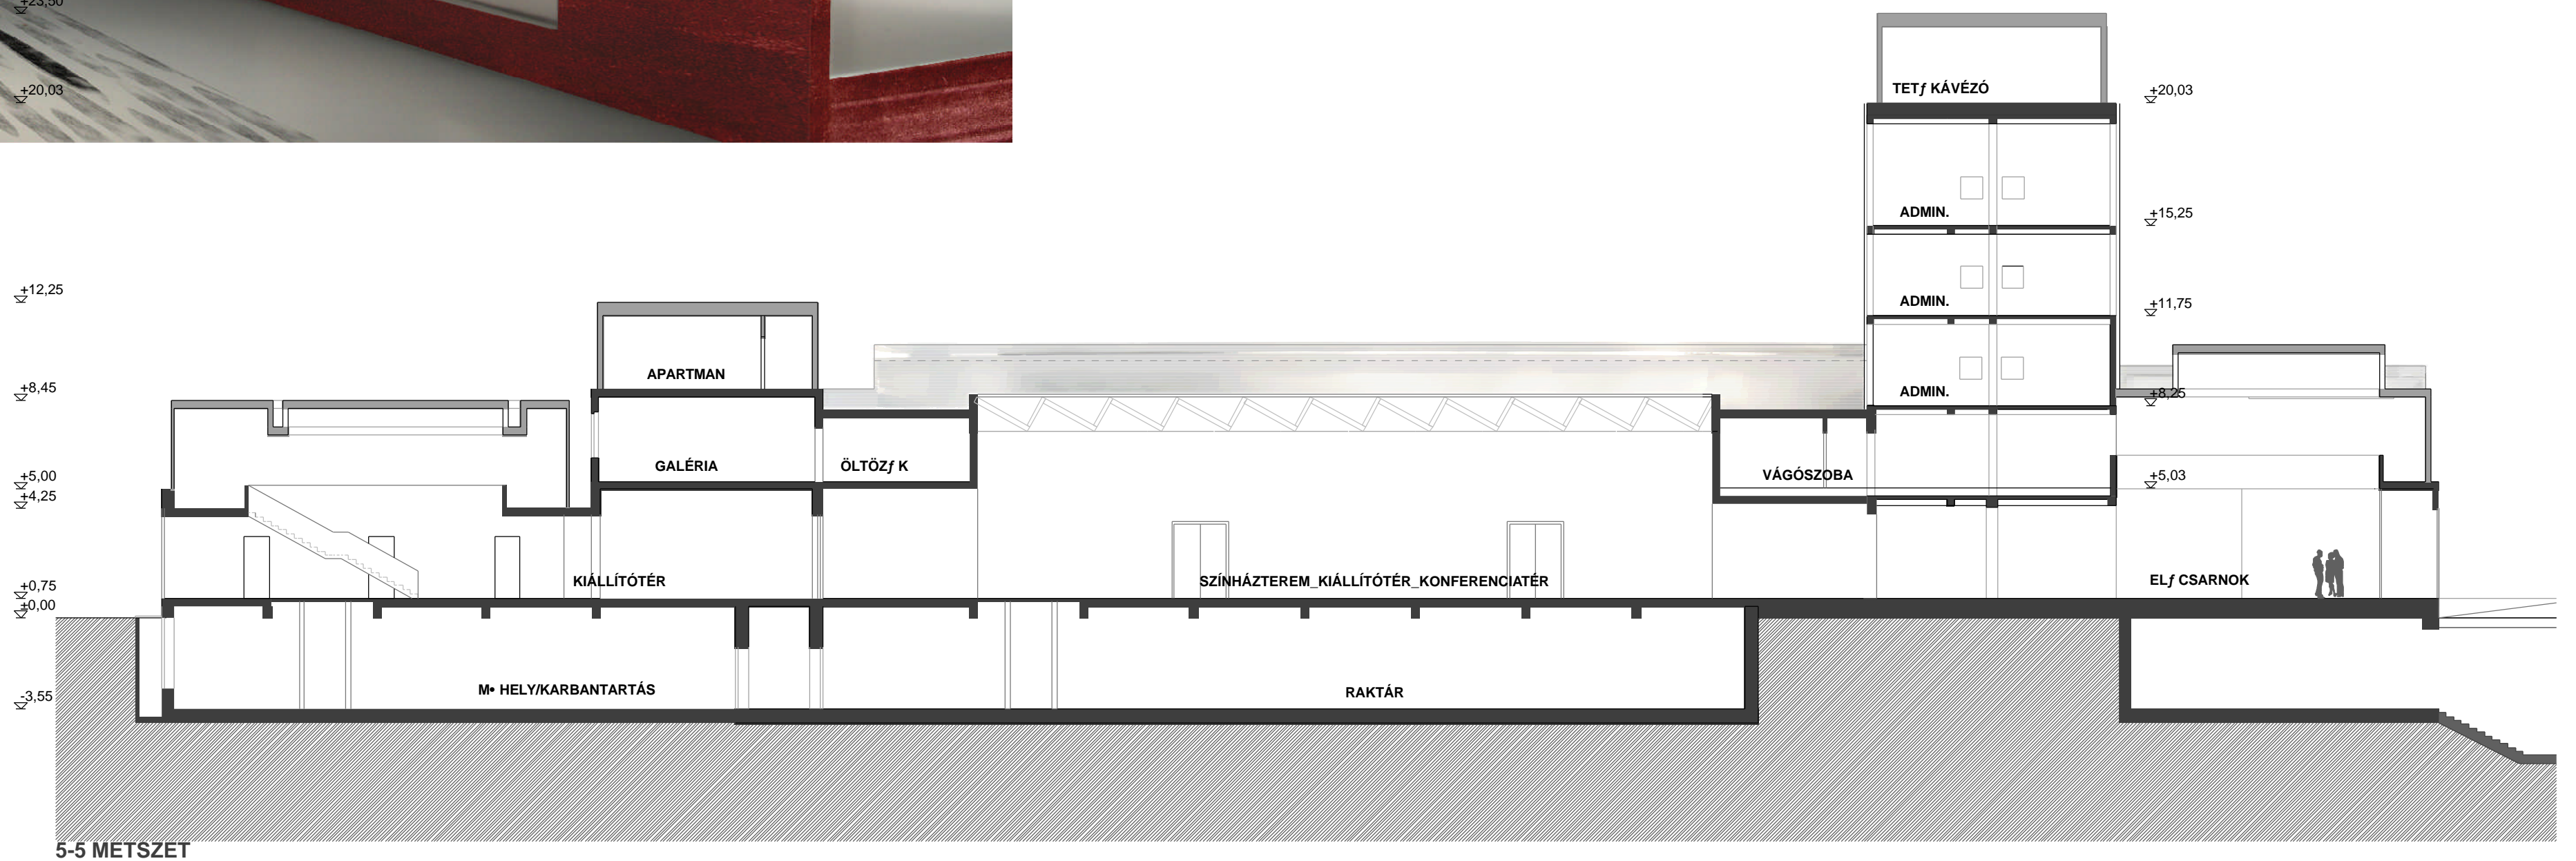 +23,50
+20,03
TETƒ KÁVÉZÓ
+20,03
ADMIN.
+15,25
+12,25
ADMIN.
+11,75
APARTMAN
+8,45
ADMIN.
+8,25
GALÉRIA
ÖLTÖZƒ K
VÁGÓSZOBA
+5,00
+5,03
+4,25
+0,75
KIÁLLÍTÓTÉR
SZÍNHÁZTEREM_KIÁLLÍTÓTÉR_KONFERENCIATÉR
ELƒ CSARNOK
±0,00
-3,55
M• HELY/KARBANTARTÁS
RAKTÁR
5-5 METSZET